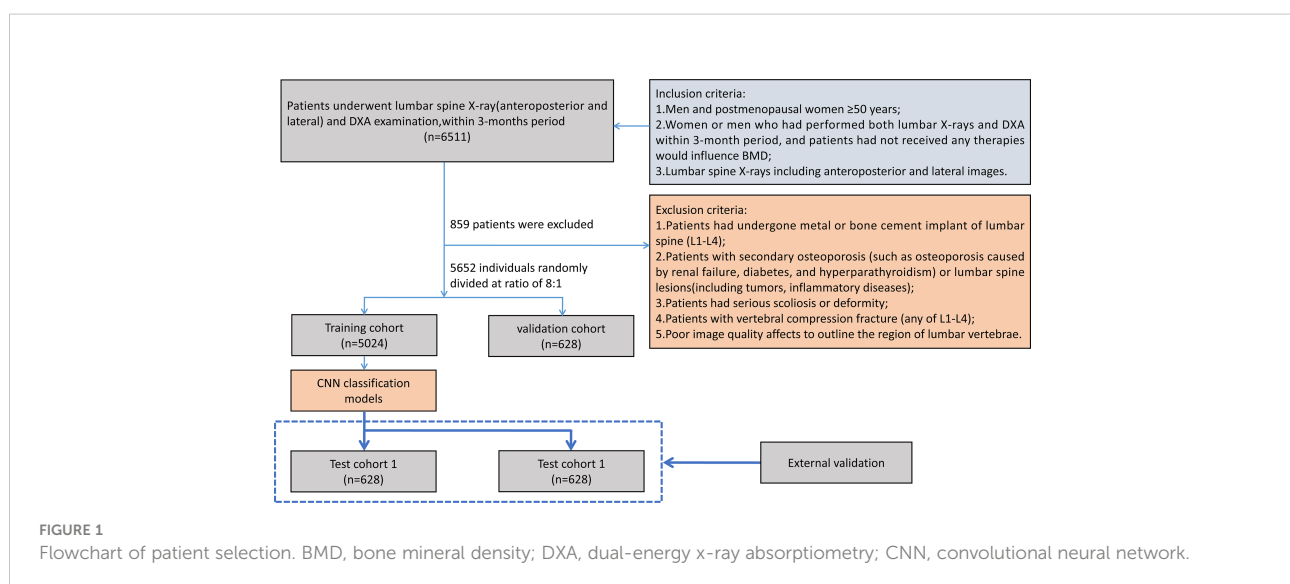 Patients underwent lumbar spine X-ray(anteroposterior and
lateral) and DXA examination,within 3-months period
(n=6511)
Inclusion criteria:
1.Men and postmenopausal women ≥50 years;
2.Women or men who had performed both lumbar X-rays and DXA
within 3-month period, and patients had not received any therapies
would influence BMD;
3.Lumbar spine X-rays including anteroposterior and lateral images.
859 patients were excluded
Exclusion criteria:
1.Patients had undergone metal or bone cement implant of lumbar
spine (L1-L4);
2.Patients with secondary osteoporosis (such as osteoporosis caused
by renal failure, diabetes, and hyperparathyroidism) or lumbar spine
lesions(including tumors, inflammatory diseases);
3.Patients had serious scoliosis or deformity;
4.Patients with vertebral compression fracture (any of L1-L4);
5.Poor image quality affects to outline the region of lumbar vertebrae.
5652 individuals randomly
divided at ratio of 8:1
Training cohort
(n=5024)
validation cohort
(n=628)
CNN classification
models
Test cohort 1
(n=628)
Test cohort 1
(n=628)
External validation
FIGURE 1
Flowchart of patient selection. BMD, bone mineral density; DXA, dual-energy x-ray absorptiometry; CNN, convolutional neural network.